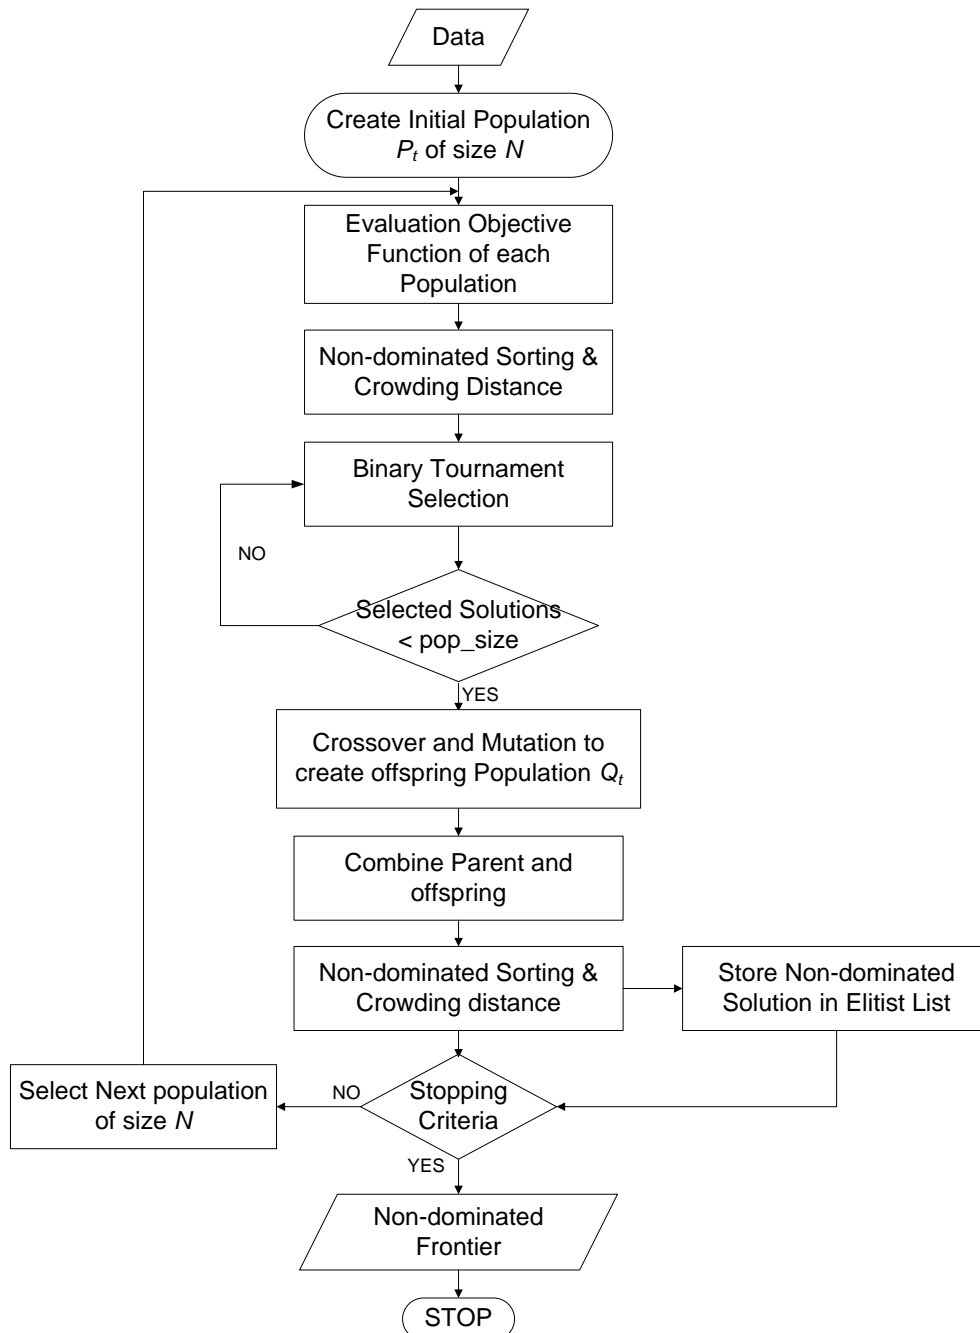 Data
Create Initial Population
Pt of size N
Evaluation Objective
Function of each
Population
Non-dominated Sorting &
Crowding Distance
Binary Tournament
Selection
NO
Selected Solutions
< pop_size
YES
Crossover and Mutation to
create offspring Population Qt
Combine Parent and
offspring
Non-dominated Sorting &
Crowding distance
Store Non-dominated
Solution in Elitist List
Select Next population
of size N
NO
Stopping
Criteria
YES
Non-dominated
Frontier
STOP